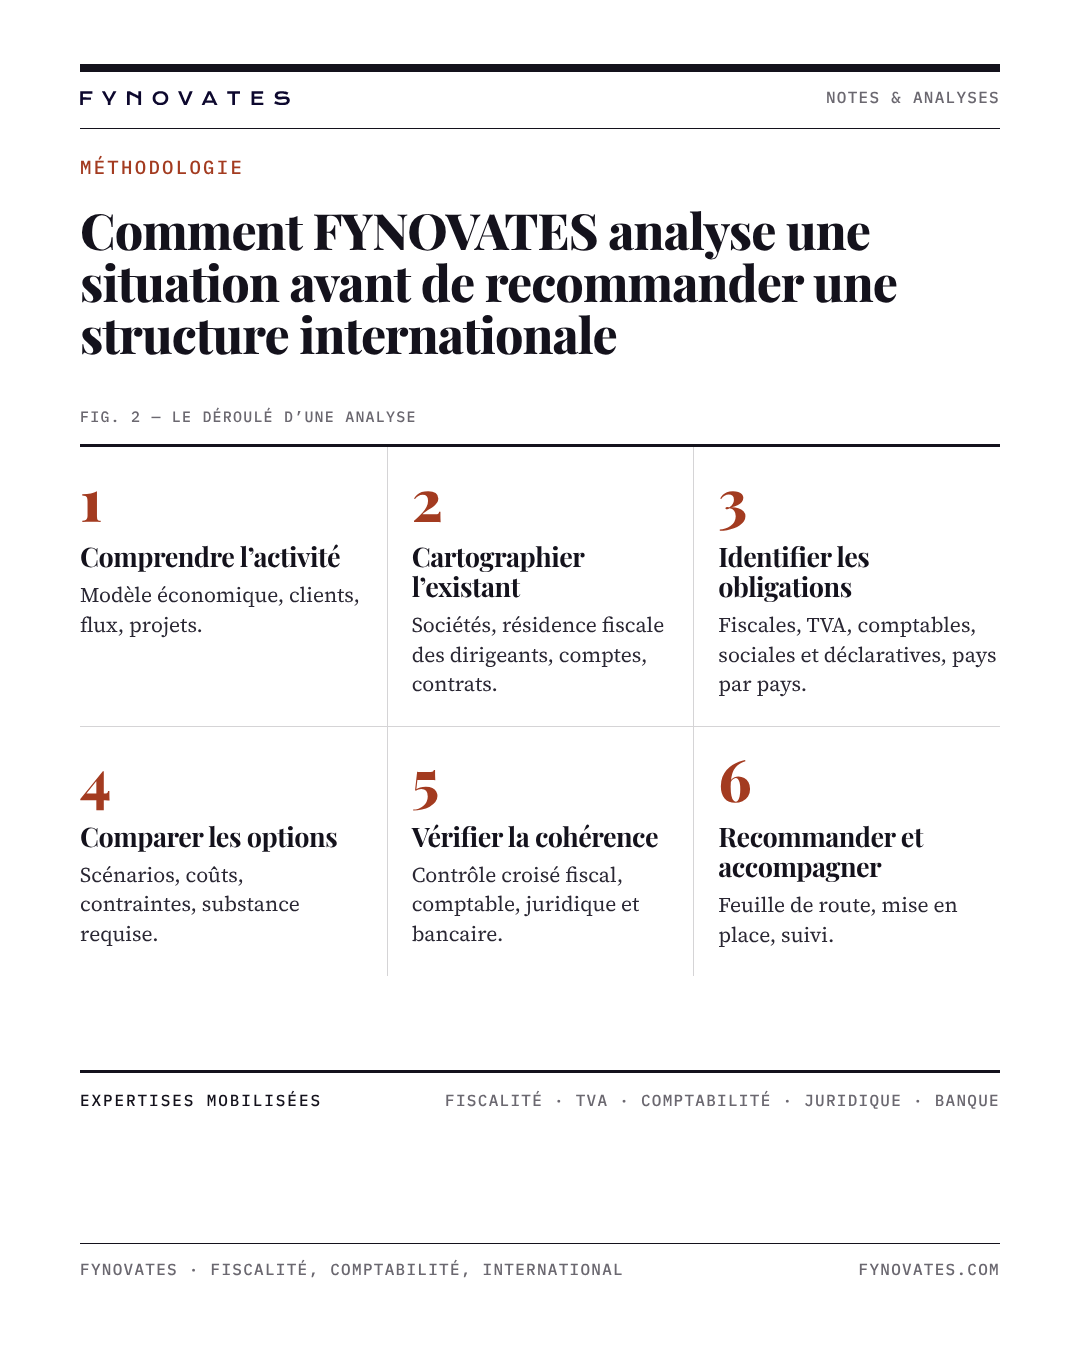 FYNOVATES
NOTES & ANALYSES
MÉTHODOLOGIE
Comment FYNOVATES analyse une
situation avant de recommander une
structure internationale
FIG. 2 — LE DÉROULÉ D’UNE ANALYSE
1
Comprendre l’activité
Modèle économique, clients,
flux, projets.
2
Cartographier
l’existant
Sociétés, résidence fiscale
des dirigeants, comptes,
contrats.
3
Identifier les
obligations
Fiscales, TVA, comptables,
sociales et déclaratives, pays
par pays.
4
Comparer les options
Scénarios, coûts,
contraintes, substance
requise.
5
Vérifier la cohérence
Contrôle croisé fiscal,
comptable, juridique et
bancaire.
6
Recommander et
accompagner
Feuille de route, mise en
place, suivi.
EXPERTISES MOBILISÉES
FISCALITÉ · TVA · COMPTABILITÉ · JURIDIQUE · BANQUE
FYNOVATES · FISCALITÉ, COMPTABILITÉ, INTERNATIONAL
FYNOVATES.COM